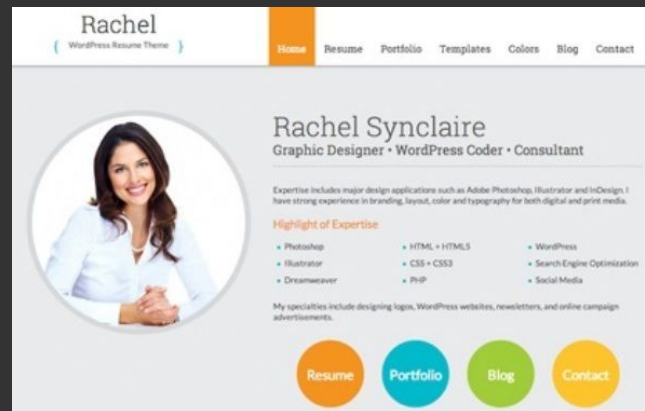 Rachel
{ WordPress Resume Theme }
Home Resume Portfolio Templates Colors Blog Contact
Rachel Synclaire
Graphic Designer • WordPress Coder • Consultant
Expertise includes major design applications such as Adobe Photoshop, Illustrator and InDesign. I
have strong experience in branding, layout, color and typography for both digital and print media.
Highlight of Expertise
• Photoshop • HTML + HTML5 • WordPress
• Illustrator • CSS + CSS3 • Search Engine Optimization
• Dreamweaver • PHP • Social Media
My specialties include designing logos, WordPress websites, newsletters, and online campaign
advertisements.
Resume Portfolio Blog Contact